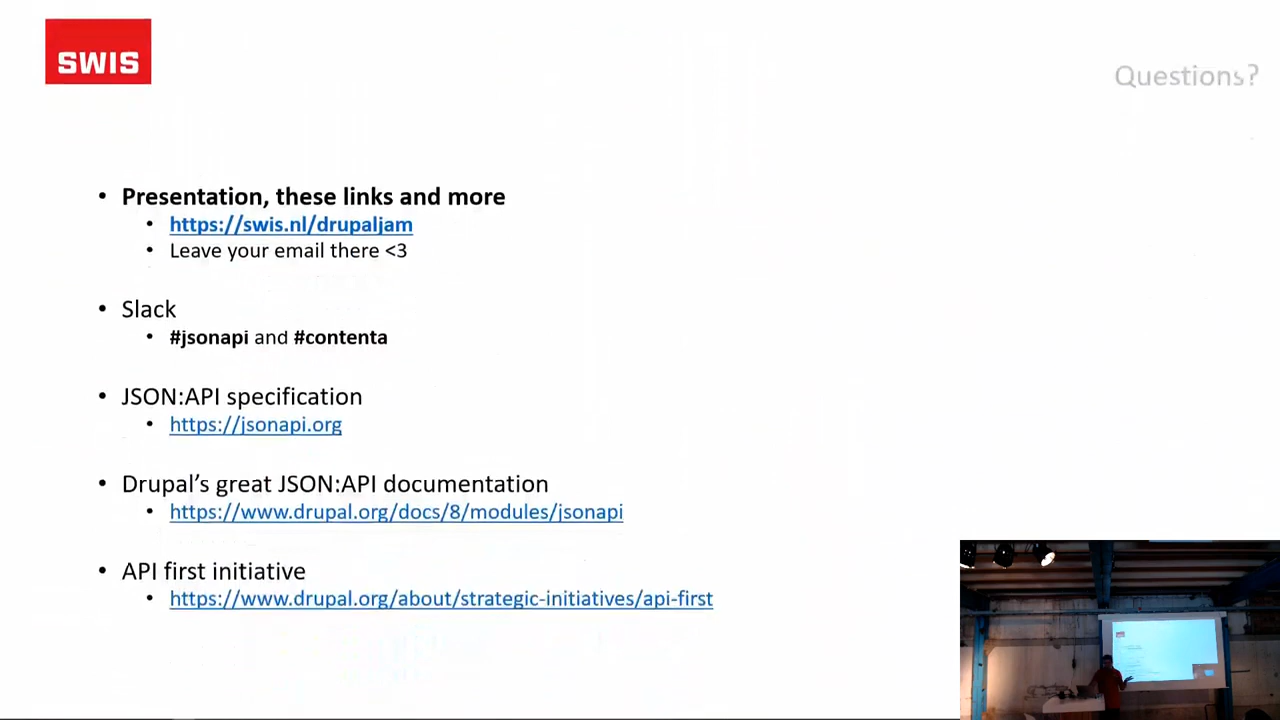 SWIS
Questions?
• Presentation, these links and more
• https://swis.nl/drupaljam
• Leave your email there <3
• Slack
• #jsonapi and #contenta
• JSON:API specification
• https://jsonapi.org
• Drupal’s great JSON:API documentation
• https://www.drupal.org/docs/8/modules/jsonapi
• API first initiative
• https://www.drupal.org/about/strategic-initiatives/api-first